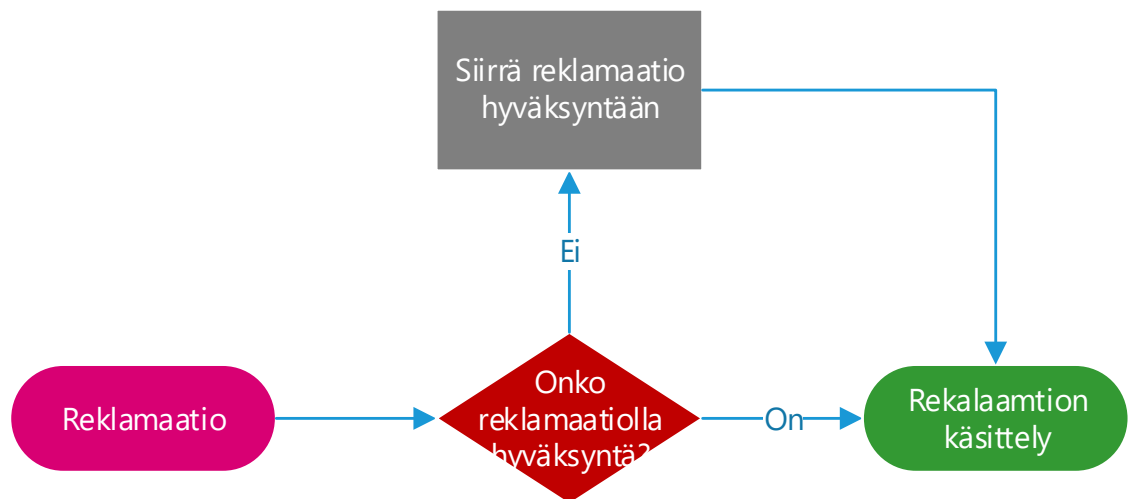 Siirrä reklamaatio
hyväksyntään
Ei
Reklamaatio
Onko
reklamaatiolla
hyväksyntä?
On
Rekalaamtion
käsittely